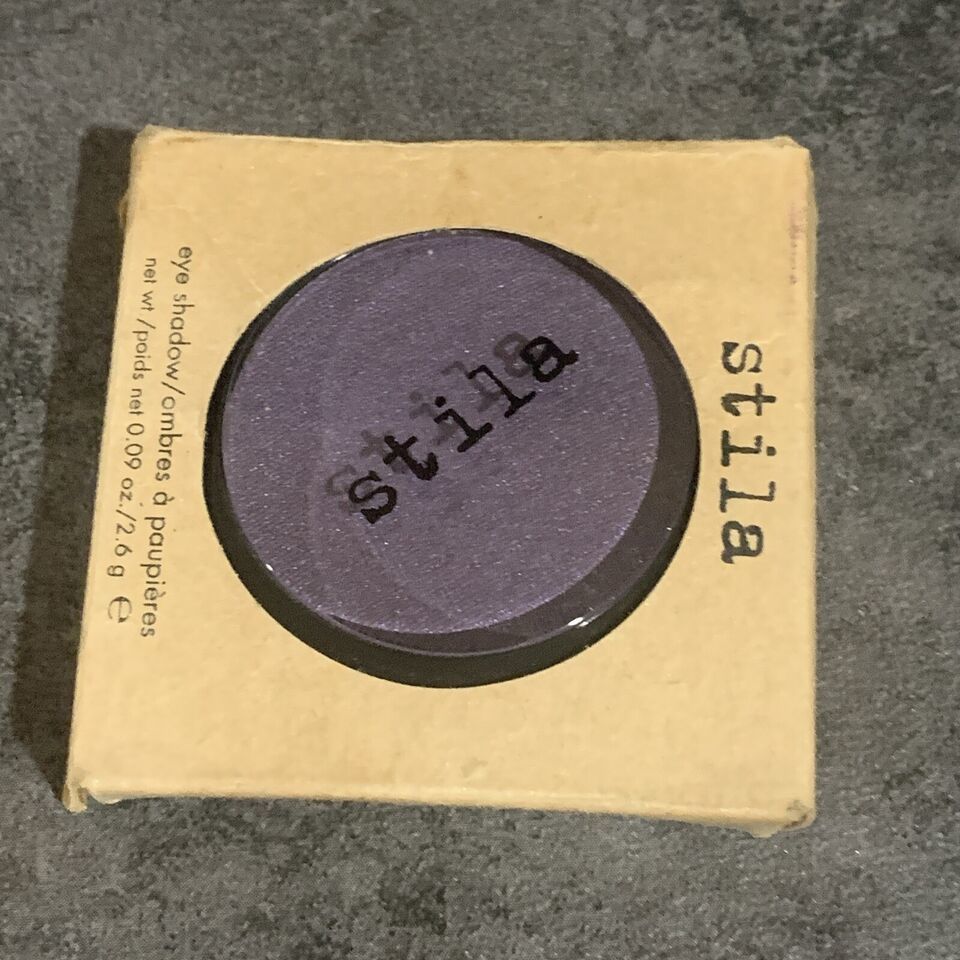 stila
stila
eye shadow/ombres à paupières
net wt/poids net 0.09 oz./2.6 g ℮